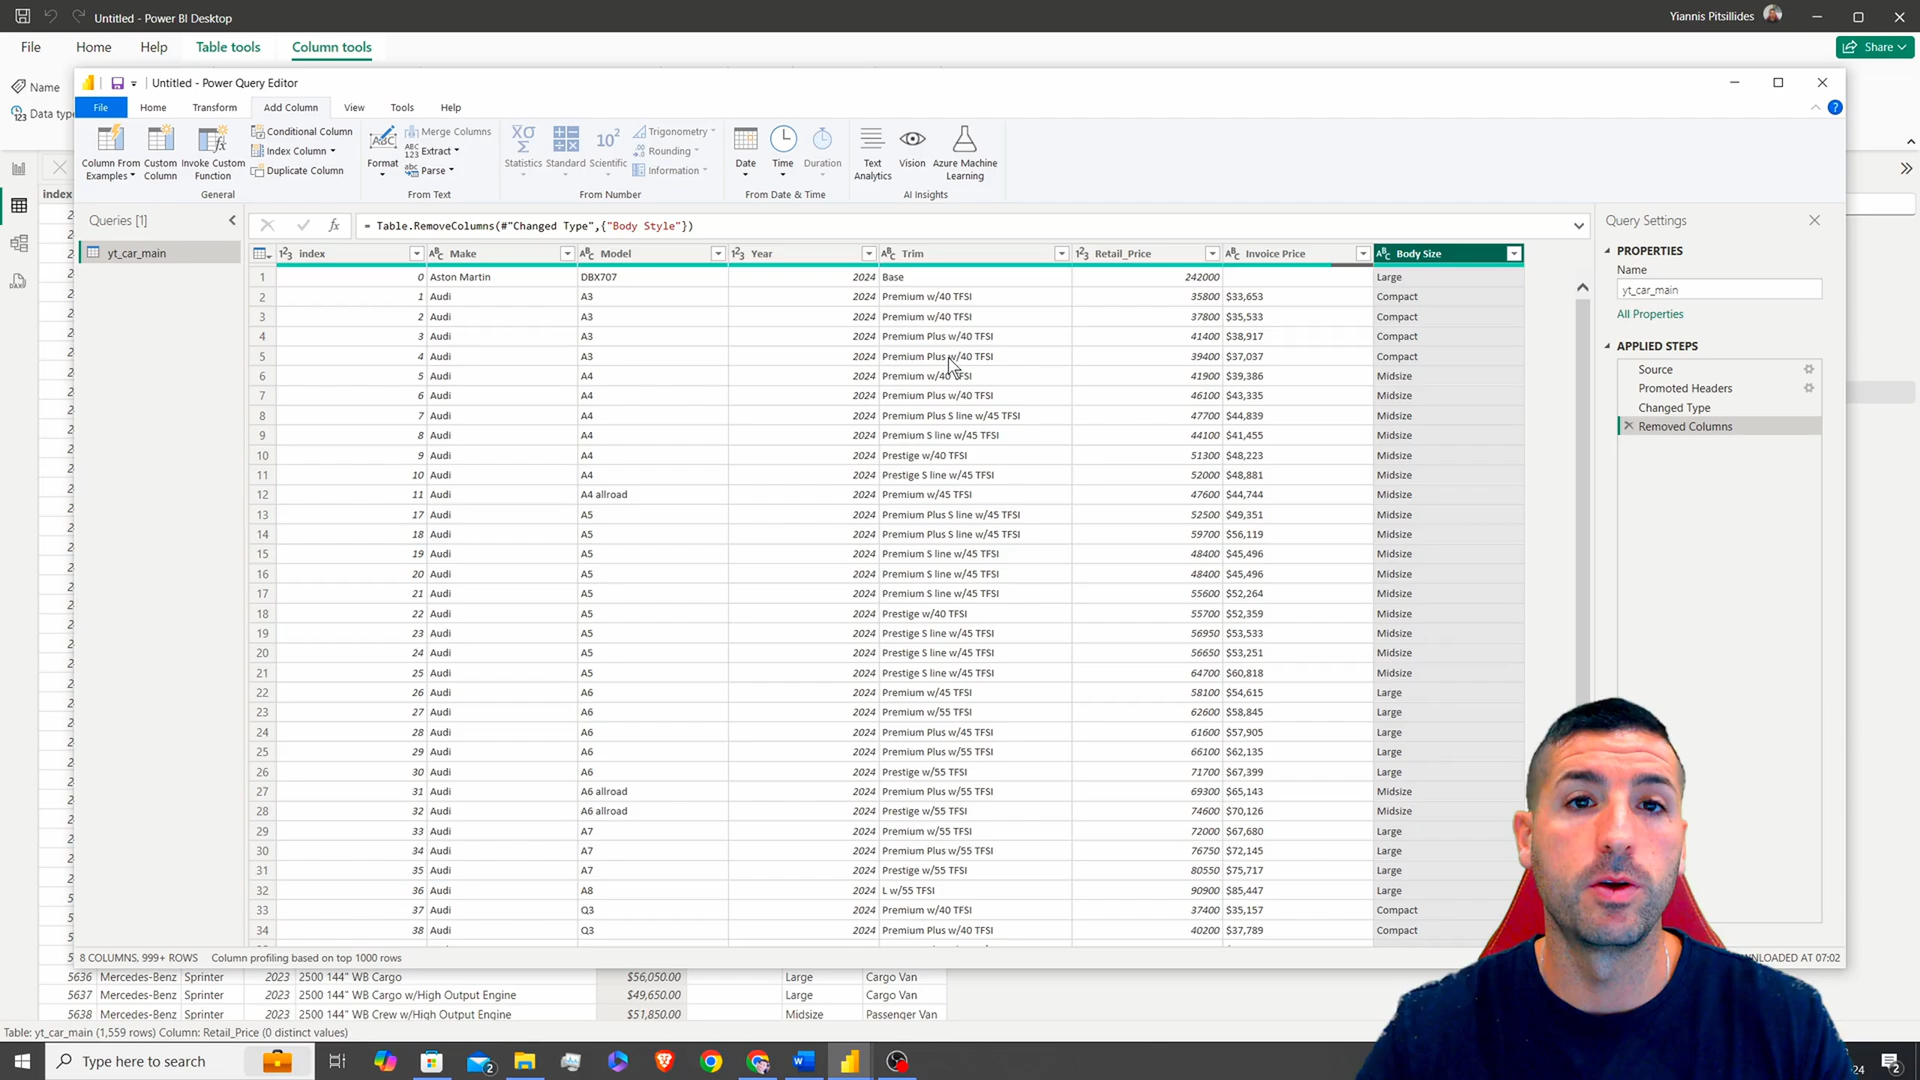 Untitled - Power BI Desktop
Yiannis Pitsillides
File Home Help Table tools Column tools
Share
Name
Data type
Untitled - Power Query Editor
File Home Transform Add Column View Tools Help
Column From Examples
Custom Column
Invoke Custom Function
Conditional Column
Index Column
Duplicate Column
General
Format
Merge Columns
Extract
Parse
From Text
Statistics
Standard
Scientific
Trigonometry
Rounding
Information
From Number
Date
Time
Duration
From Date & Time
Text Analytics
Vision
Azure Machine Learning
AI Insights
index
Queries [1]
yt_car_main
= Table.RemoveColumns(#"Changed Type",{"Body Style"})
index Make Model Year Trim Retail_Price Invoice Price Body Size
1 0 Aston Martin DBX707 2024 Base 242000 Large
2 1 Audi A3 2024 Premium w/40 TFSI 35800 $33,653 Compact
3 2 Audi A3 2024 Premium w/40 TFSI 37800 $35,533 Compact
4 3 Audi A3 2024 Premium Plus w/40 TFSI 41400 $38,917 Compact
5 4 Audi A3 2024 Premium Plus w/40 TFSI 39400 $37,037 Compact
6 5 Audi A4 2024 Premium w/40 TFSI 41900 $39,386 Midsize
7 6 Audi A4 2024 Premium Plus w/40 TFSI 46100 $43,335 Midsize
8 7 Audi A4 2024 Premium Plus S line w/45 TFSI 47700 $44,839 Midsize
9 8 Audi A4 2024 Premium S line w/45 TFSI 44100 $41,455 Midsize
10 9 Audi A4 2024 Prestige w/40 TFSI 51300 $48,223 Midsize
11 10 Audi A4 2024 Prestige S line w/45 TFSI 52000 $48,881 Midsize
12 11 Audi A4 allroad 2024 Premium w/45 TFSI 47600 $44,744 Midsize
13 17 Audi A5 2024 Premium Plus S line w/45 TFSI 52500 $49,351 Midsize
14 18 Audi A5 2024 Premium Plus S line w/45 TFSI 59700 $56,119 Midsize
15 19 Audi A5 2024 Premium S line w/45 TFSI 48400 $45,496 Midsize
16 20 Audi A5 2024 Premium S line w/45 TFSI 48400 $45,496 Midsize
17 21 Audi A5 2024 Premium S line w/45 TFSI 55600 $52,264 Midsize
18 22 Audi A5 2024 Prestige w/40 TFSI 55700 $52,359 Midsize
19 23 Audi A5 2024 Prestige S line w/45 TFSI 56950 $53,533 Midsize
20 24 Audi A5 2024 Prestige S line w/45 TFSI 56650 $53,251 Midsize
21 25 Audi A5 2024 Prestige S line w/45 TFSI 64700 $60,818 Midsize
22 26 Audi A6 2024 Premium w/45 TFSI 58100 $54,615 Large
23 27 Audi A6 2024 Premium w/55 TFSI 62600 $58,845 Large
24 28 Audi A6 2024 Premium Plus w/45 TFSI 61600 $57,905 Large
25 29 Audi A6 2024 Premium Plus w/55 TFSI 66100 $62,135 Large
26 30 Audi A6 2024 Prestige w/55 TFSI 71700 $67,399 Large
27 31 Audi A6 allroad 2024 Premium Plus w/55 TFSI 69300 $65,143 Midsize
28 32 Audi A6 allroad 2024 Prestige w/55 TFSI 74600 $70,126 Midsize
29 33 Audi A7 2024 Premium w/55 TFSI 72000 $67,680 Large
30 34 Audi A7 2024 Premium Plus w/55 TFSI 76750 $72,145 Large
31 35 Audi A7 2024 Prestige w/55 TFSI 80550 $75,717 Large
32 36 Audi A8 2024 L w/55 TFSI 90900 $85,447 Large
33 37 Audi Q3 2024 Premium w/40 TFSI 37400 $35,157 Compact
34 38 Audi Q3 2024 Premium Plus w/40 TFSI 40200 $37,789 Compact
Query Settings
PROPERTIES
Name
yt_car_main
All Properties
APPLIED STEPS
Source
Promoted Headers
Changed Type
Removed Columns
8 COLUMNS, 999+ ROWS Column profiling based on top 1000 rows
WNLOADED AT 07:02
5636 Mercedes-Benz Sprinter 2023 2500 144" WB Cargo $56,050.00 Large Cargo Van
5637 Mercedes-Benz Sprinter 2023 2500 144" WB Cargo w/High Output Engine $49,650.00 Large Cargo Van
5638 Mercedes-Benz Sprinter 2023 2500 144" WB Crew w/High Output Engine $51,850.00 Midsize Passenger Van
Table: yt_car_main (1,559 rows) Column: Retail_Price (0 distinct values)
Type here to search